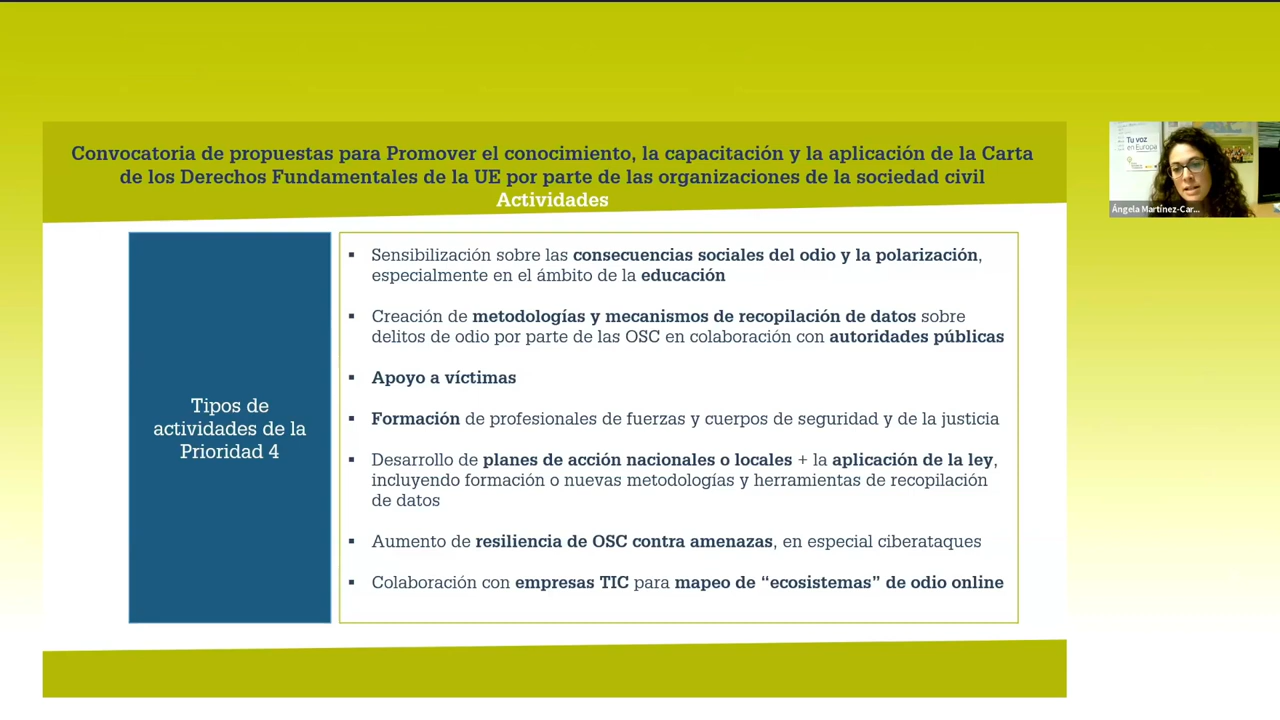 Convocatoria de propuestas para Promover el conocimiento, la capacitación y la aplicación de la Carta
de los Derechos Fundamentales de la UE por parte de las organizaciones de la sociedad civil
Actividades
Tipos de
actividades de la
Prioridad 4
▪ Sensibilización sobre las consecuencias sociales del odio y la polarización,
especialmente en el ámbito de la educación
▪ Creación de metodologías y mecanismos de recopilación de datos sobre
delitos de odio por parte de las OSC en colaboración con autoridades públicas
▪ Apoyo a víctimas
▪ Formación de profesionales de fuerzas y cuerpos de seguridad y de la justicia
▪ Desarrollo de planes de acción nacionales o locales + la aplicación de la ley,
incluyendo formación o nuevas metodologías y herramientas de recopilación
de datos
▪ Aumento de resiliencia de OSC contra amenazas, en especial ciberataques
▪ Colaboración con empresas TIC para mapeo de “ecosistemas” de odio online
Tu voz
en Europa
Ángela Martínez-Car...